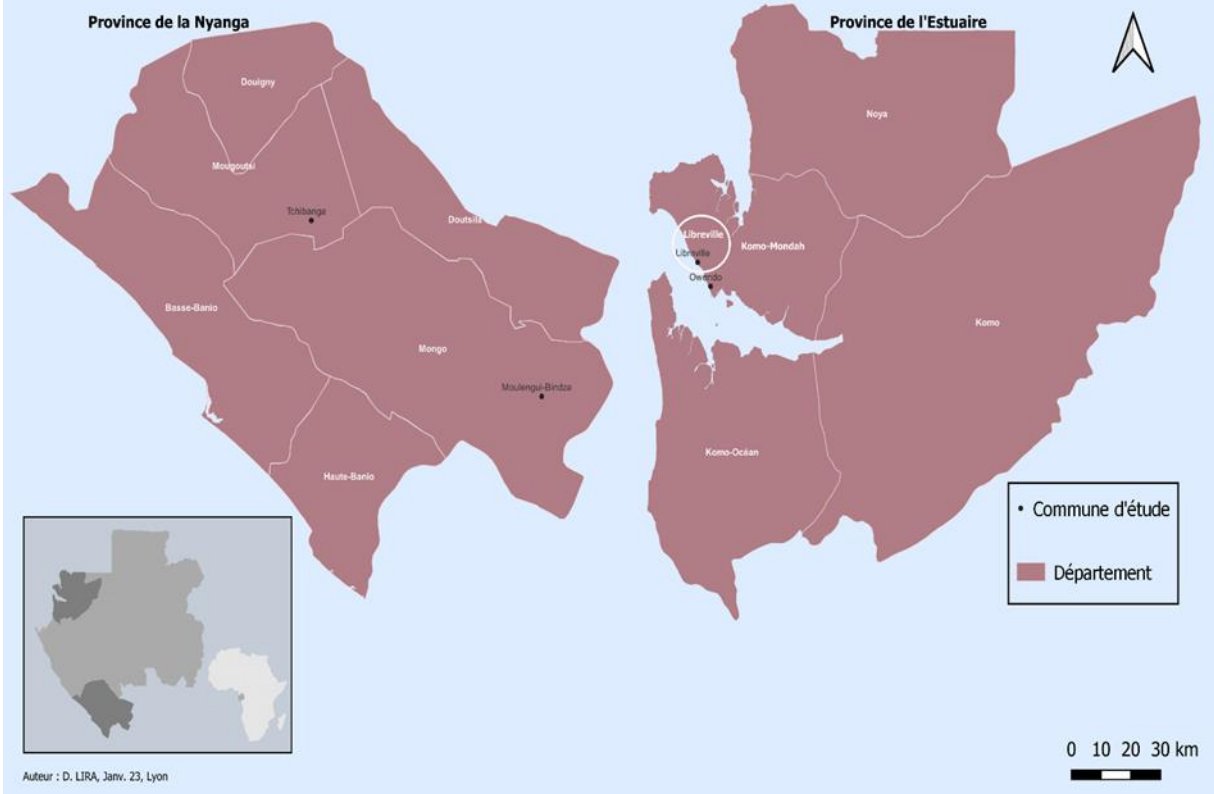 Province de la Nyanga
Province de l'Estuaire
Douigny
Mougoutsi
Tchibanga
Doutsila
Basse-Banio
Mongo
Moulengui-Bindza
Haute-Banio
Noya
Libreville
Komo-Mondah
Libreville
Owendo
Komo
Komo-Océan
Commune d'étude
Département
0 10 20 30 km
Auteur : D. LIRA, Janv. 23, Lyon